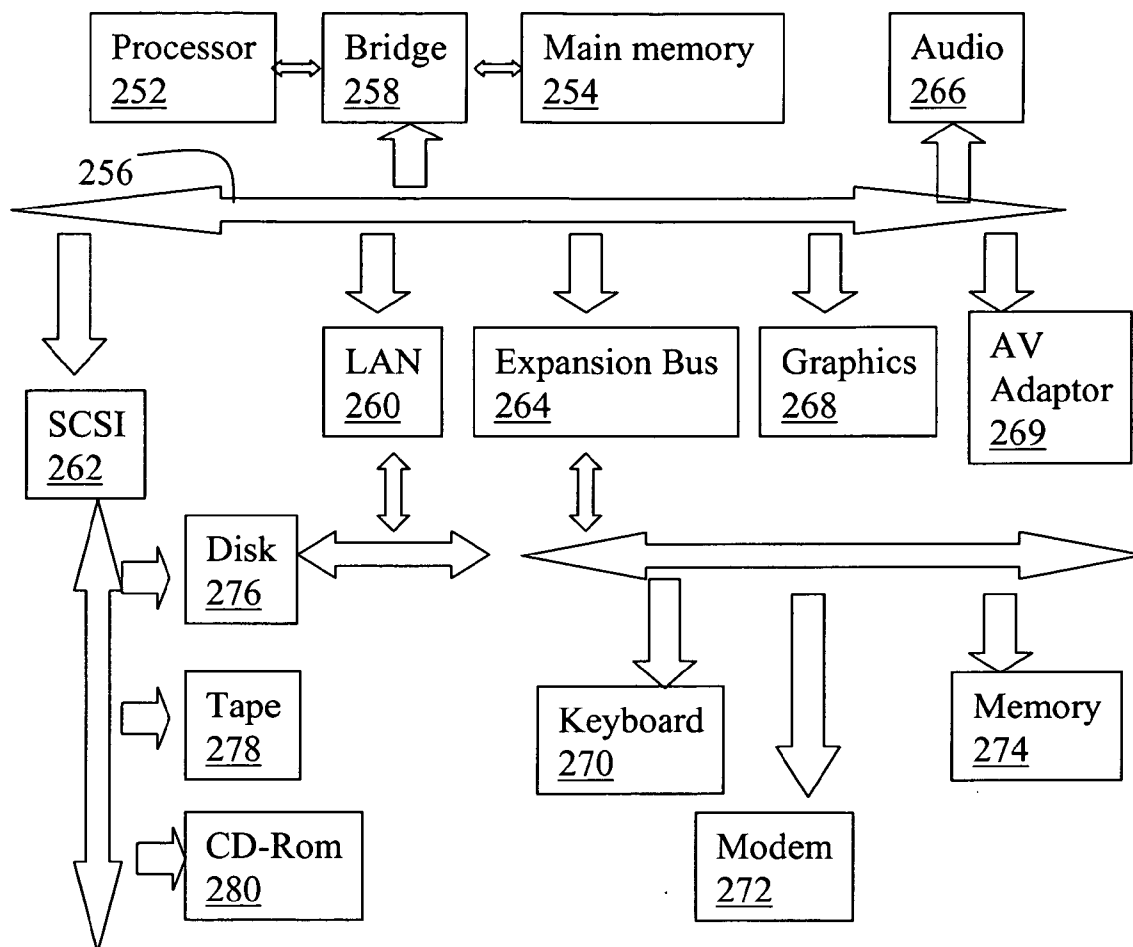 Processor
252
Bridge
258
Main memory
254
Audio
266
256
LAN
260
Expansion Bus
264
Graphics
268
AV
Adaptor
269
SCSI
262
Disk
276
Tape
278
Keyboard
270
Memory
274
CD-Rom
280
Modem
272